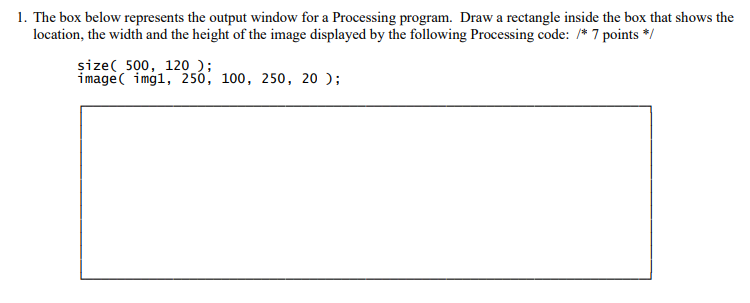 1. The box below represents the output window for a Processing program. Draw a rectangle inside the box that shows the
location, the width and the height of the image displayed by the following Processing code: /* 7 points */
size( 500, 120 );
image( img1, 250, 100, 250, 20 );